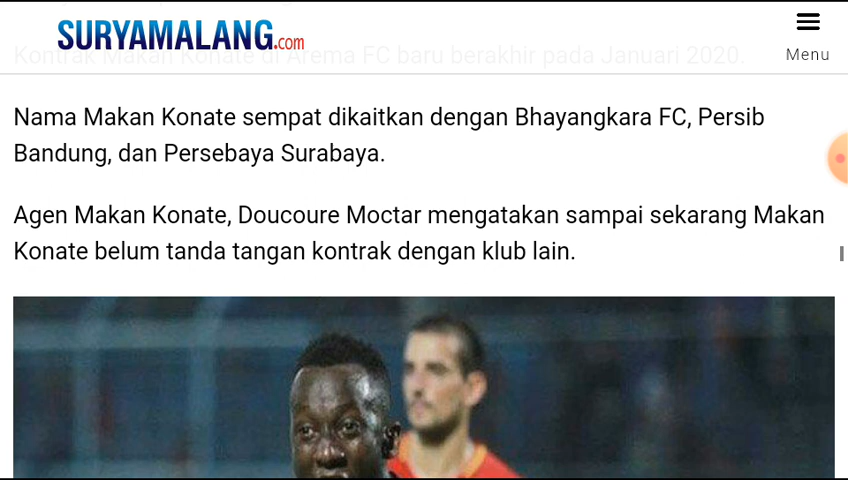 SURYAMALANG.com
Menu
Kontrak Makan Konate di Arema FC baru berakhir pada Januari 2020.
Nama Makan Konate sempat dikaitkan dengan Bhayangkara FC, Persib
Bandung, dan Persebaya Surabaya.
Agen Makan Konate, Doucoure Moctar mengatakan sampai sekarang Makan
Konate belum tanda tangan kontrak dengan klub lain.